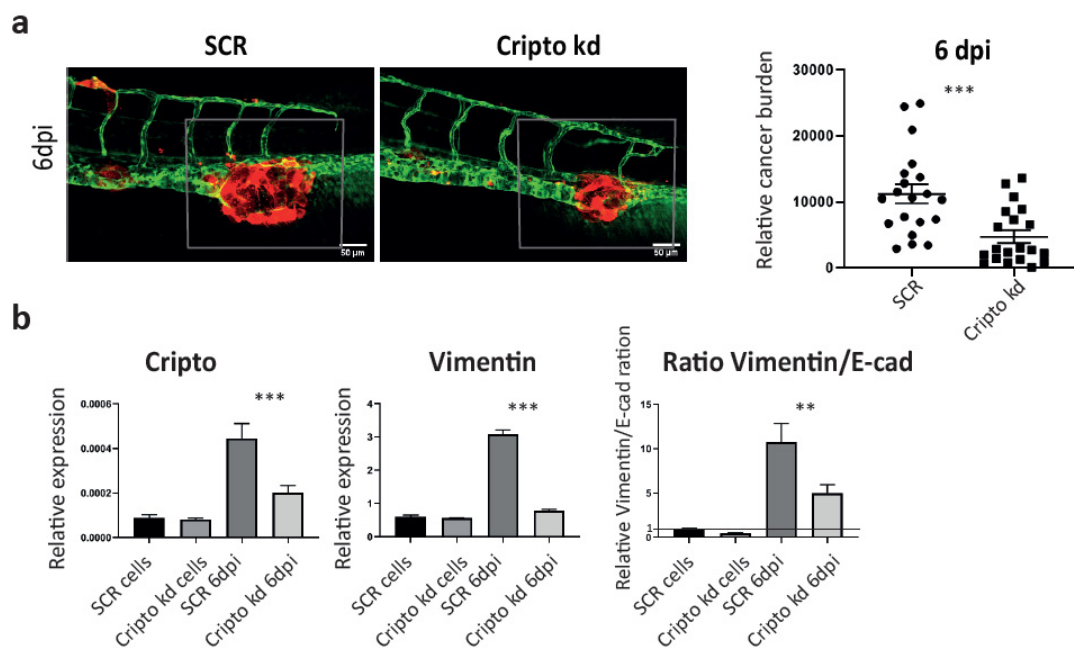 a
SCR
Cripto kd
6dpi
50 µm
50 µm
6 dpi
Relative cancer burden
30000
20000
10000
0
***
SCR
Cripto kd
b
Cripto
Relative expression
0.0006
0.0004
0.0002
0.0000
***
SCR cells
Cripto kd cells
SCR 6dpi
Cripto kd 6dpi
Vimentin
Relative expression
4
3
2
1
0
***
SCR cells
Cripto kd cells
SCR 6dpi
Cripto kd 6dpi
Ratio Vimentin/E-cad
Relative Vimentin/E-cad ration
15
10
5
1
0
**
SCR cells
Cripto kd cells
SCR 6dpi
Cripto kd 6dpi